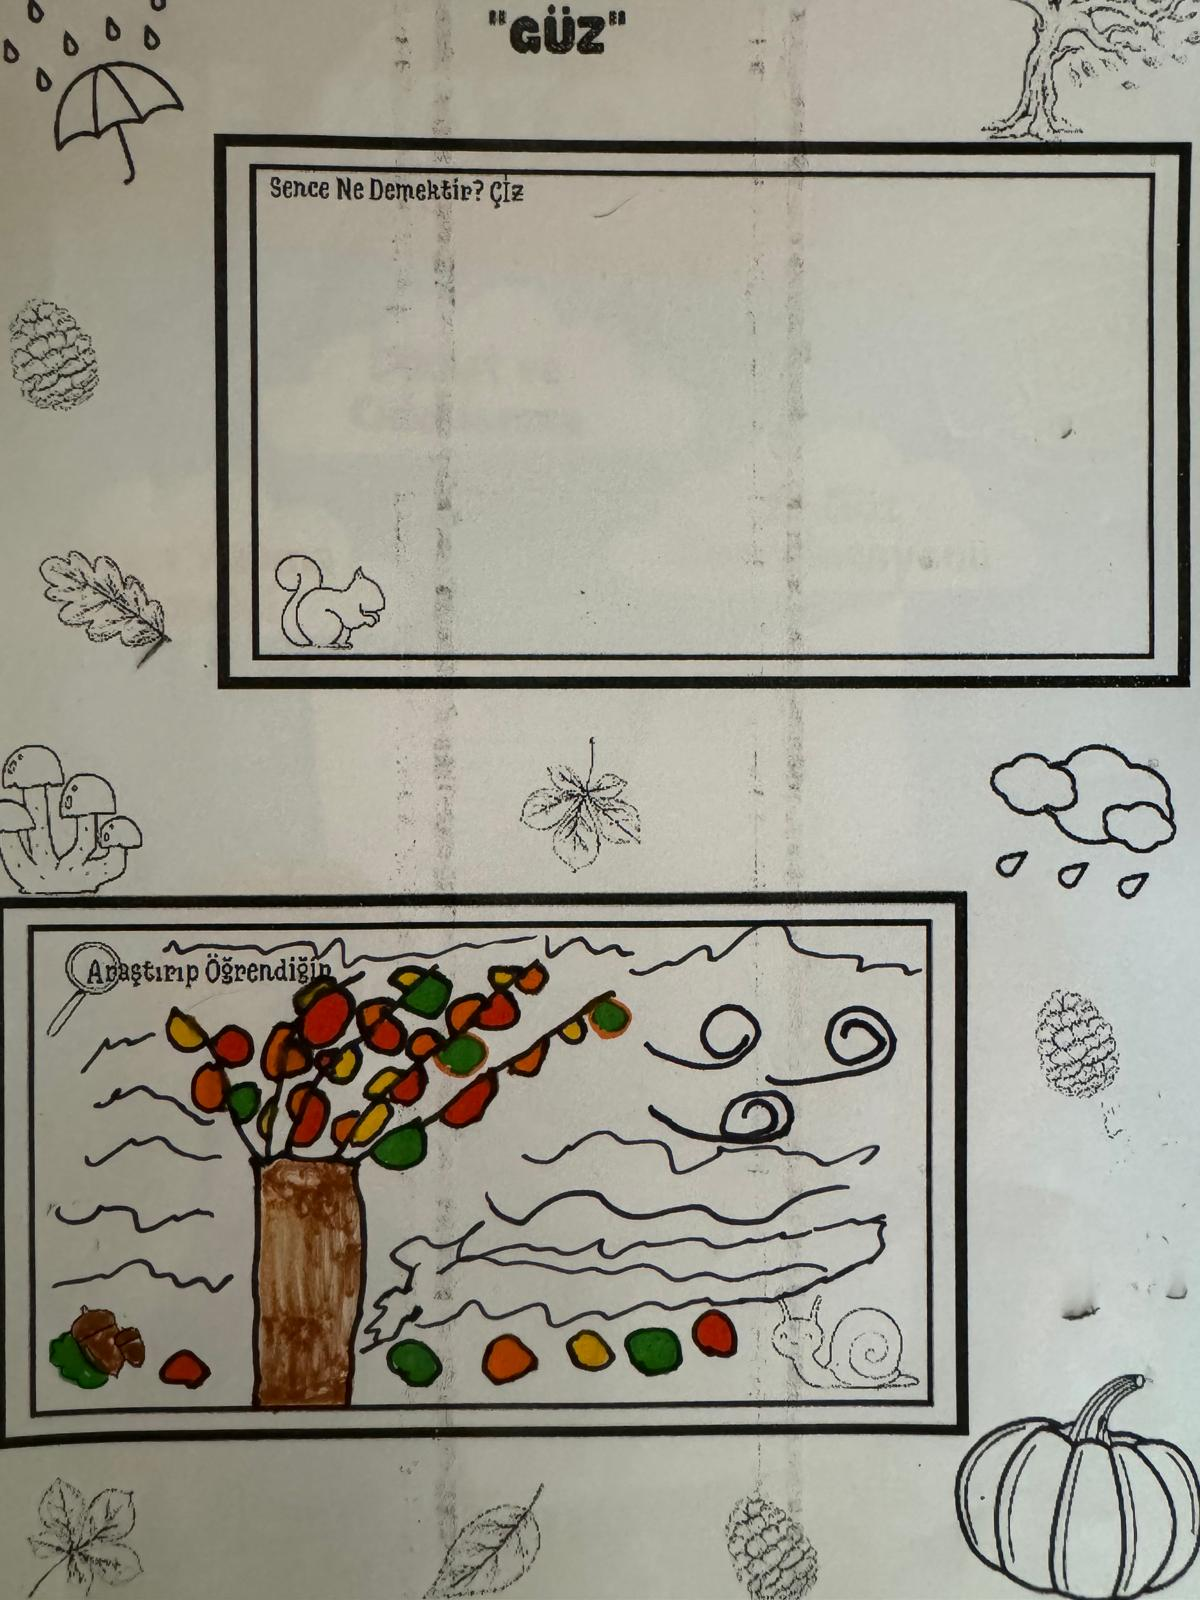 "GÜZ"
Sence Ne Demektir? Çiz
Araştırıp Öğrendiğin